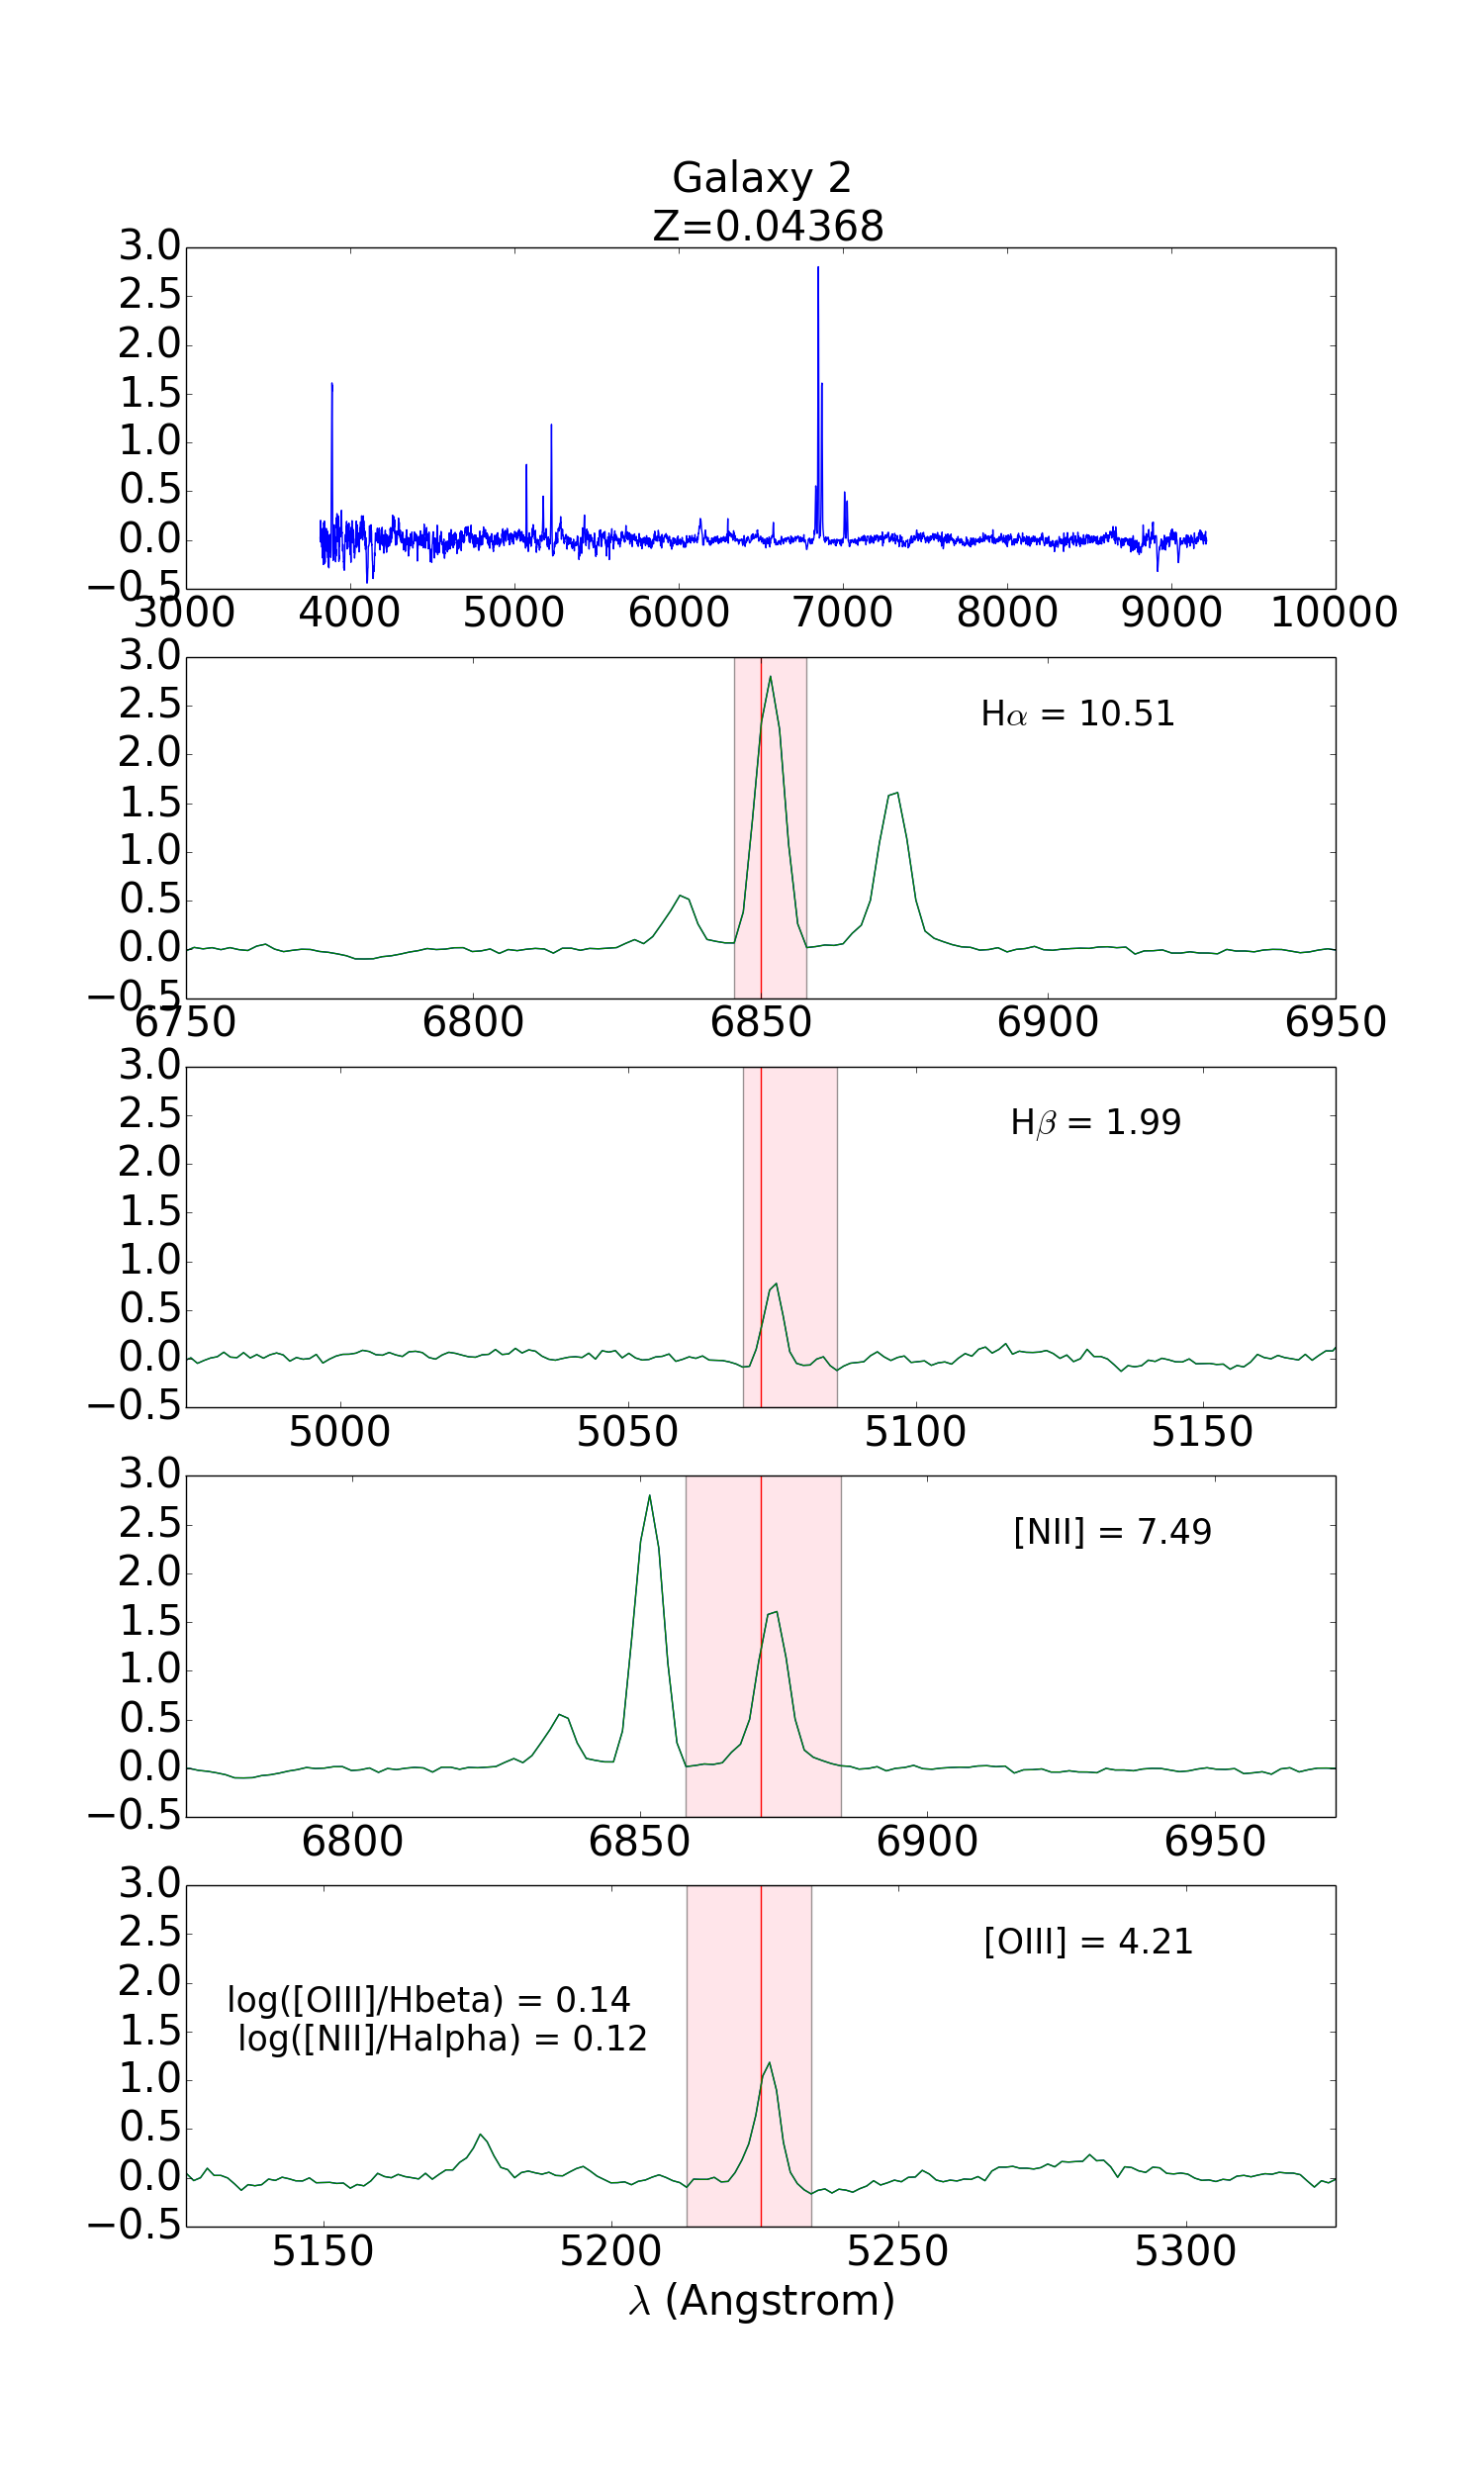 Galaxy 2
Z=0.04368
3.0
2.5
2.0
1.5
1.0
0.5
0.0
−0.5
3000 4000 5000 6000 7000 8000 9000 10000
3.0
2.5
2.0
1.5
1.0
0.5
0.0
−0.5
Hα = 10.51
6750 6800 6850 6900 6950
3.0
2.5
2.0
1.5
1.0
0.5
0.0
−0.5
Hβ = 1.99
5000 5050 5100 5150
3.0
2.5
2.0
1.5
1.0
0.5
0.0
−0.5
[NII] = 7.49
6800 6850 6900 6950
3.0
2.5
2.0
1.5
1.0
0.5
0.0
−0.5
[OIII] = 4.21
log([OIII]/Hbeta) = 0.14
log([NII]/Halpha) = 0.12
5150 5200 5250 5300
λ (Angstrom)